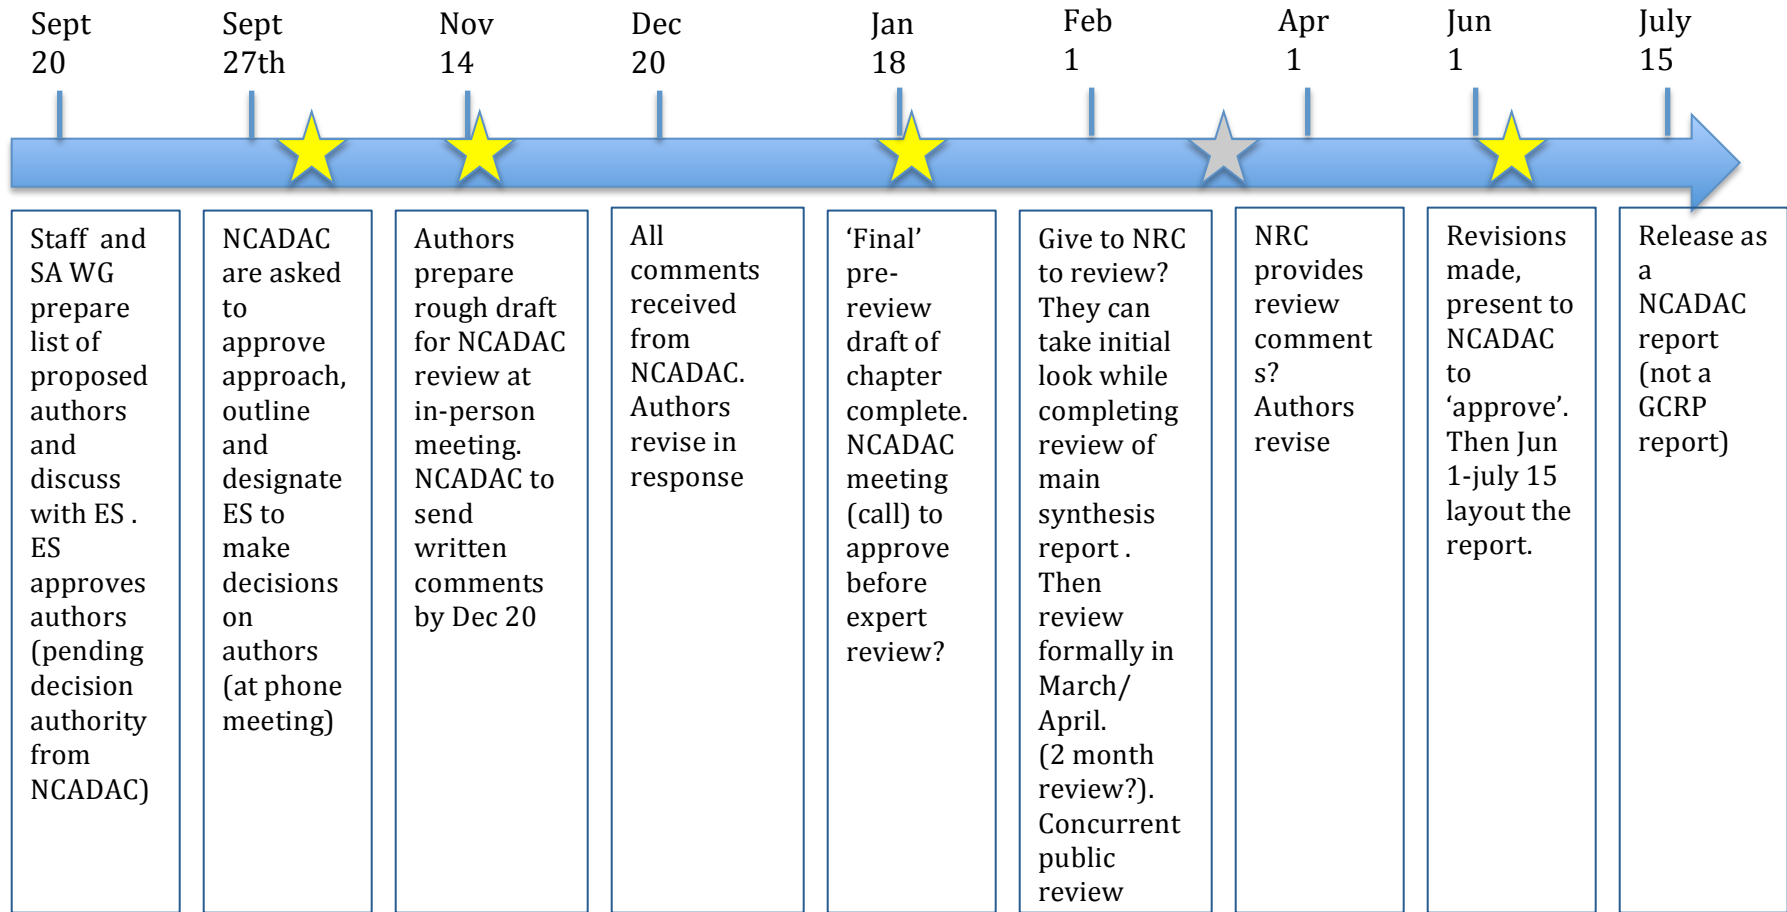 Sept
20
Sept
27th
Nov
14
Dec
20
Jan
18
Feb
1
Apr
1
Jun
1
July
15
Staff and
SA WG
prepare
list of
proposed
authors
and
discuss
with ES .
ES
approves
authors
(pending
decision
authority
from
NCADAC)
NCADAC
are asked
to
approve
approach,
outline
and
designate
ES to
make
decisions
on
authors
(at phone
meeting)
Authors
prepare
rough draft
for NCADAC
review at
in-person
meeting.
NCADAC to
send
written
comments
by Dec 20
All
comments
received
from
NCADAC.
Authors
revise in
response
‘Final’
pre-
review
draft of
chapter
complete.
NCADAC
meeting
(call) to
approve
before
expert
review?
Give to NRC
to review?
They can
take initial
look while
completing
review of
main
synthesis
report .
Then
review
formally in
March/
April.
(2 month
review?).
Concurrent
public
review
NRC
provides
review
comment
s?
Authors
revise
Revisions
made,
present to
NCADAC
to
‘approve’.
Then Jun
1-july 15
layout the
report.
Release as
a
NCADAC
report
(not a
GCRP
report)